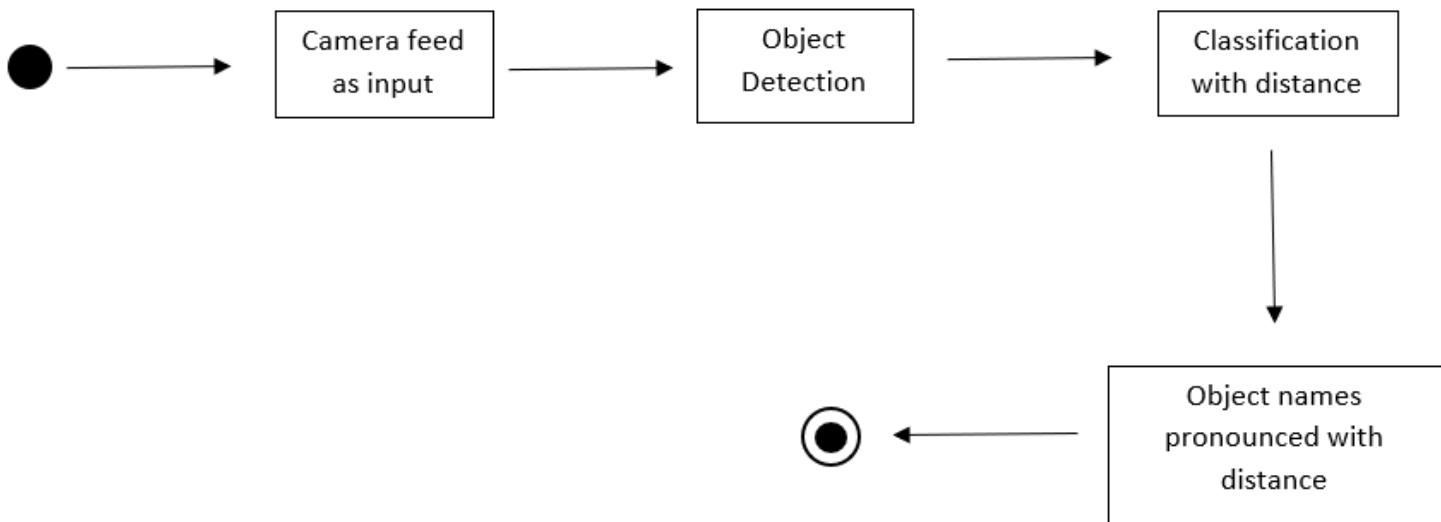 Camera feed
as input
Object
Detection
Classification
with distance
Object names
pronounced with
distance